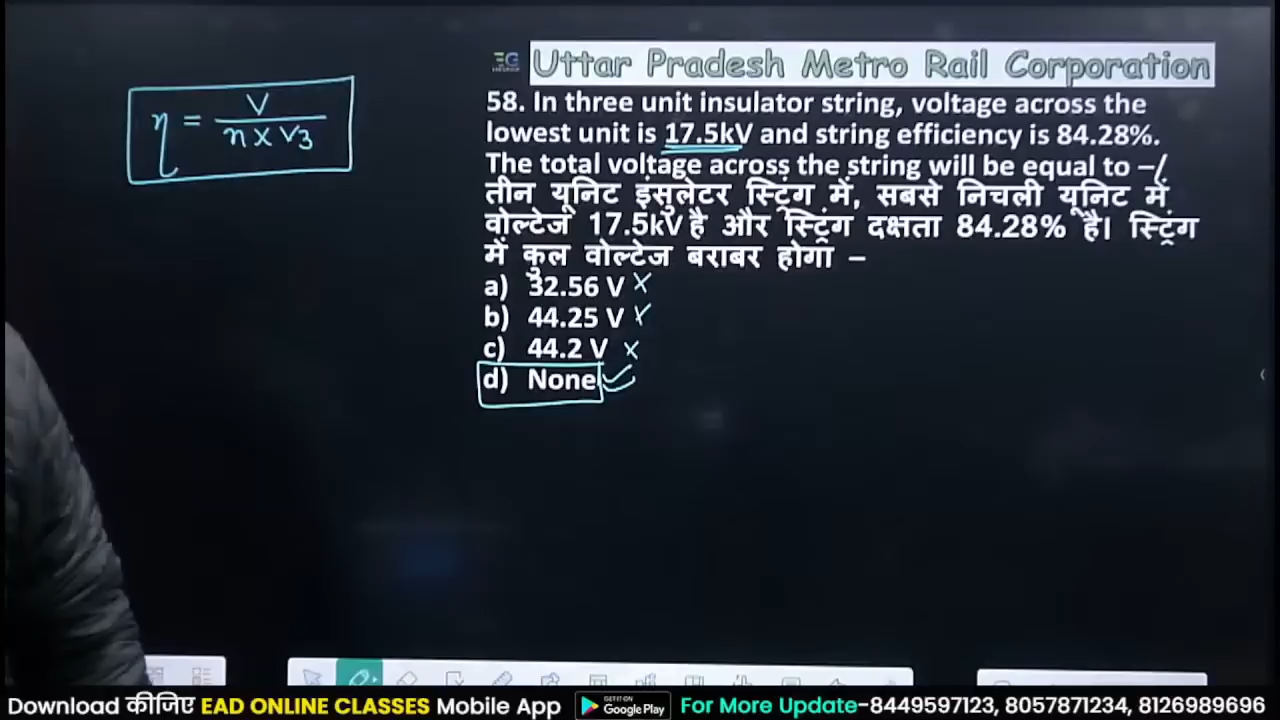 Uttar Pradesh Metro Rail Corporation
η = V / n x V3
58. In three unit insulator string, voltage across the
lowest unit is 17.5kV and string efficiency is 84.28%.
The total voltage across the string will be equal to –
तीन यूनिट इंसुलेटर स्ट्रिंग में, सबसे निचली यूनिट में
वोल्टेज 17.5kV है और स्ट्रिंग दक्षता 84.28% है। स्ट्रिंग
में कुल वोल्टेज बराबर होगा –
a) 32.56 V
b) 44.25 V
c) 44.2 V
d) None
Download कीजिए EAD ONLINE CLASSES Mobile App GET IT ON Google Play For More Update-8449597123, 8057871234, 8126989696